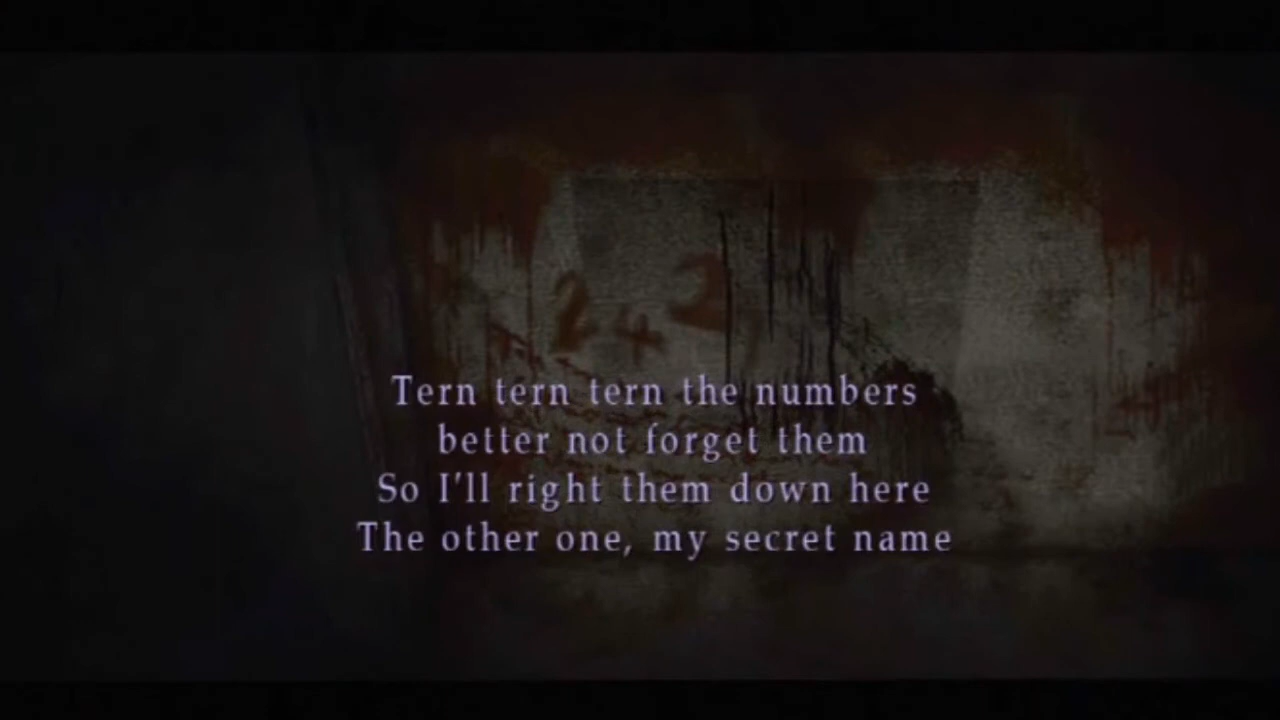 Tern tern tern the numbers
better not forget them
So I'll right them down here
The other one, my secret name